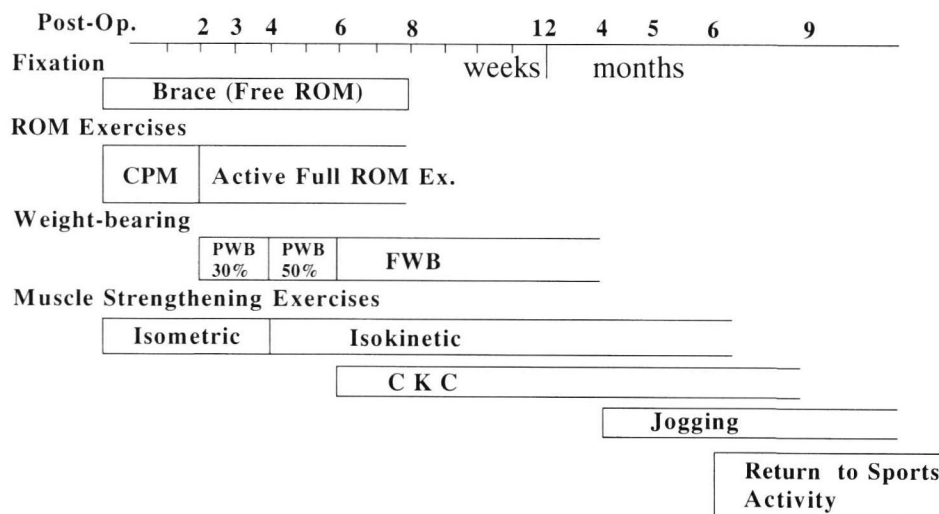 Post-Op. 2 3 4 6 8 12 4 5 6 9
Fixation weeks months
Brace (Free ROM)
ROM Exercises
CPM Active Full ROM Ex.
Weight-bearing
PWB 30% PWB 50% FWB
Muscle Strengthening Exercises
Isometric Isokinetic
C K C
Jogging
Return to Sports
Activity